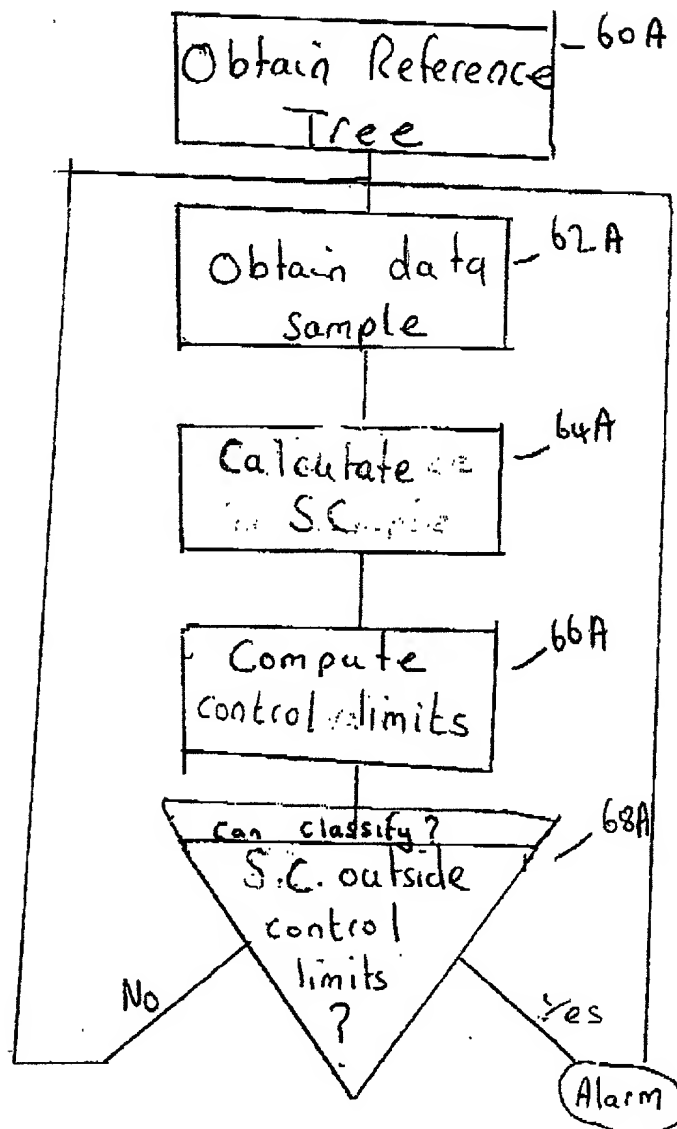 Obtain Reference
Tree
60A
Obtain data
sample
62A
Calculate
S.C.
64A
Compute
control limits
66A
can classify?
S.C. outside
control
limits
?
68A
No
Yes
Alarm